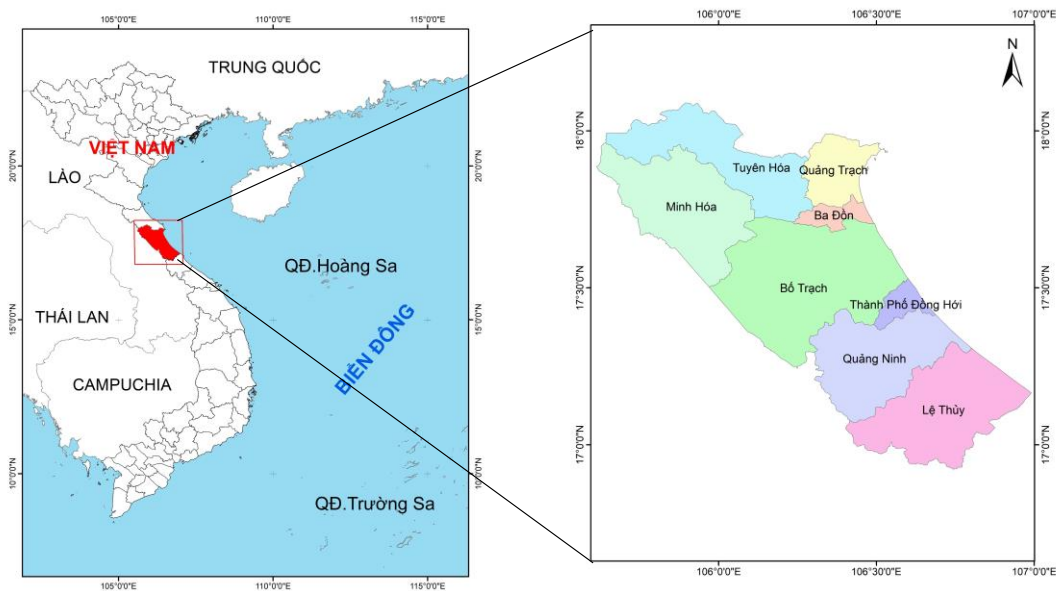 105°0'0"E 110°0'0"E 115°0'0"E
TRUNG QUỐC
VIỆT NAM
LÀO
QĐ.Hoàng Sa
THÁI LAN
BIỂN ĐÔNG
CAMPUCHIA
QĐ.Trường Sa
20°0'0"N
15°0'0"N
10°0'0"N
20°0'0"N
15°0'0"N
10°0'0"N
105°0'0"E 110°0'0"E 115°0'0"E
106°0'0"E 106°30'0"E 107°0'0"E
N
Tuyên Hóa
Quảng Trạch
Minh Hóa
Ba Đồn
Bố Trạch
Thành Phố Đồng Hới
Quảng Ninh
Lệ Thủy
18°0'0"N
17°30'0"N
17°0'0"N
18°0'0"N
17°30'0"N
17°0'0"N
106°0'0"E 106°30'0"E 107°0'0"E